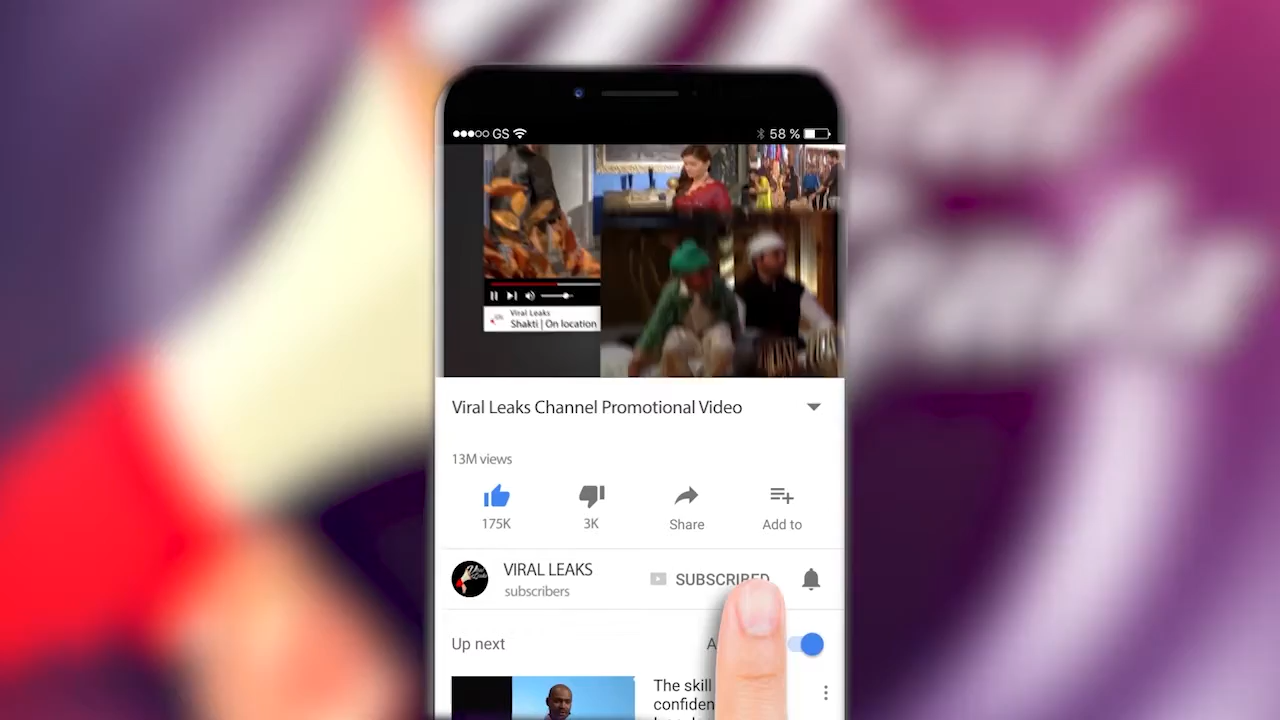 GS
58 %
Viral Leaks
Shakti | On location
Viral Leaks Channel Promotional Video
13M views
175K
3K
Share
Add to
VIRAL LEAKS
subscribers
SUBSCRIBED
Up next
A
The skill
confiden